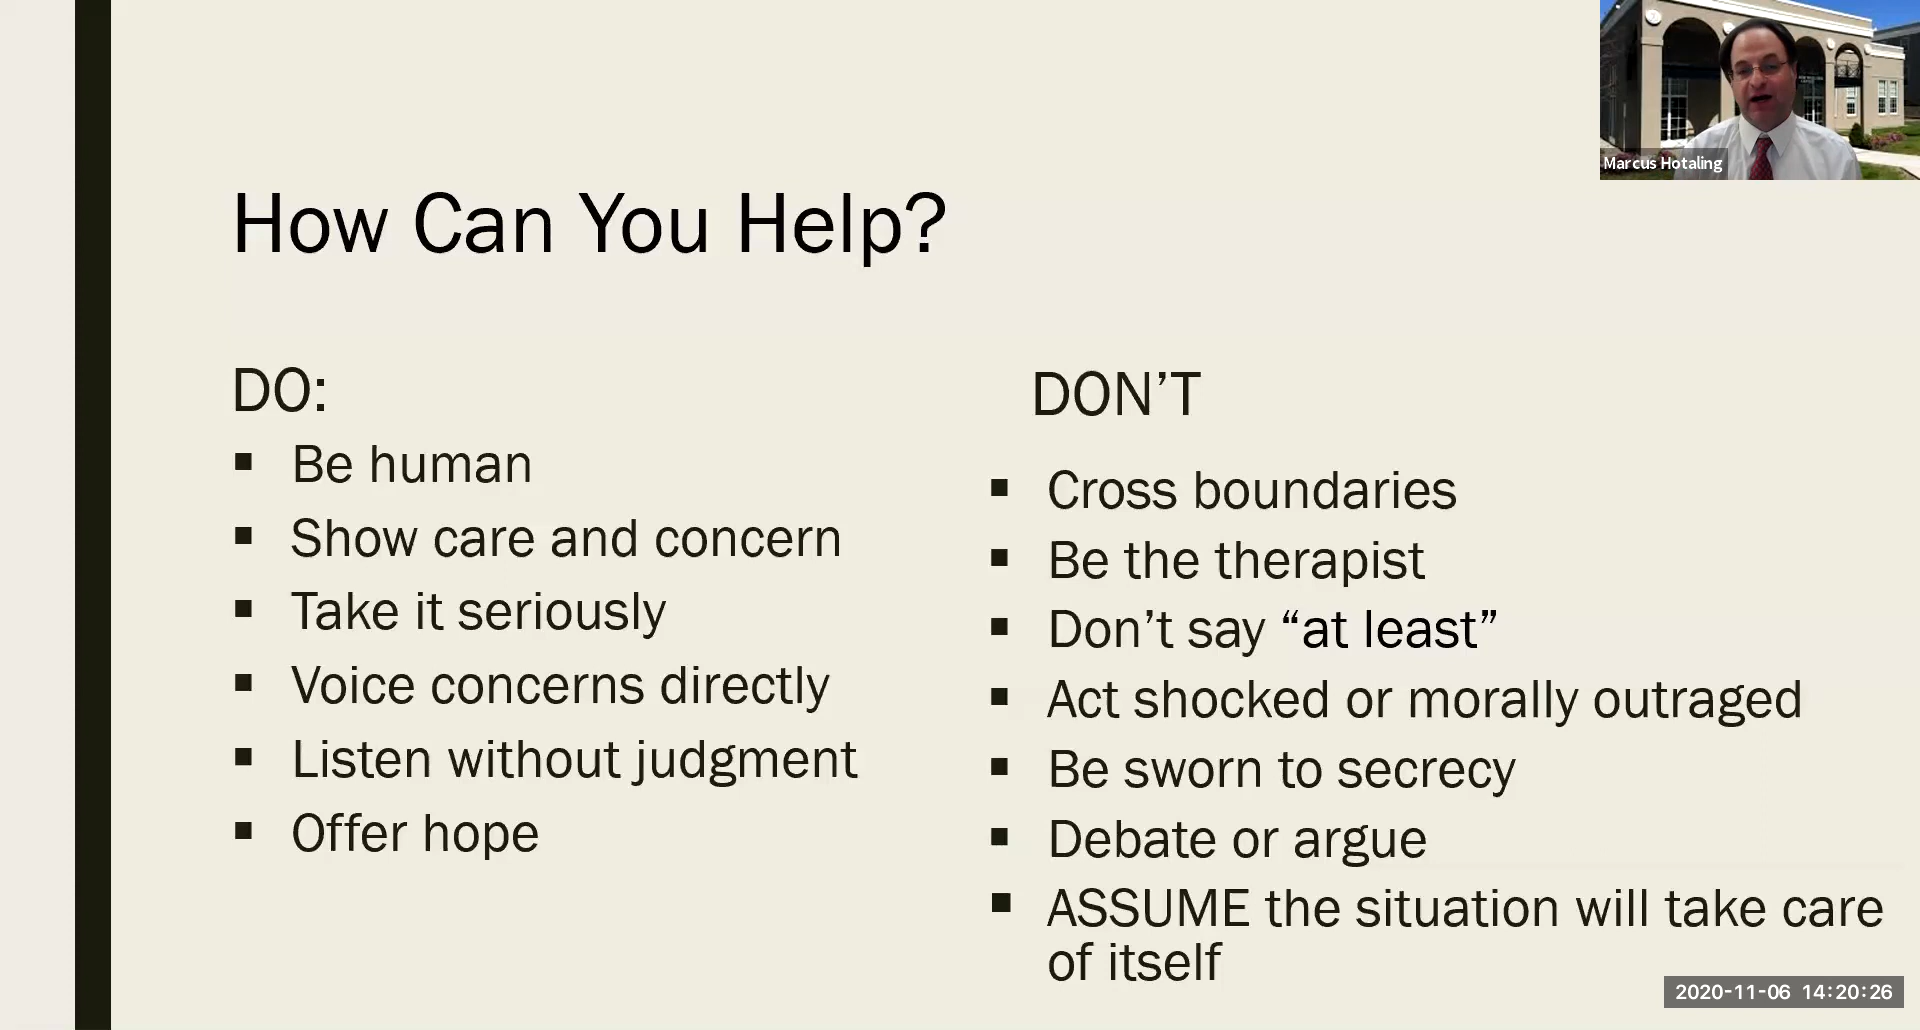 Marcus Hotaling
How Can You Help?
DO:
Be human
Show care and concern
Take it seriously
Voice concerns directly
Listen without judgment
Offer hope
DON’T
Cross boundaries
Be the therapist
Don’t say “at least”
Act shocked or morally outraged
Be sworn to secrecy
Debate or argue
ASSUME the situation will take care
of itself
2020-11-06 14:20:26